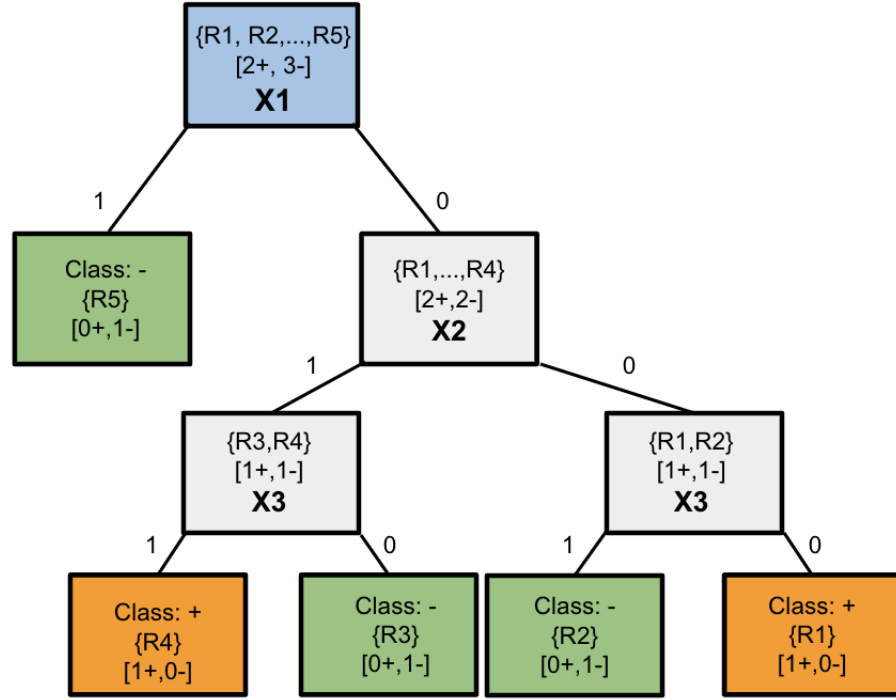 {R1, R2,...,R5}
[2+, 3-]
X1
1
0
Class: -
{R5}
[0+,1-]
{R1,...,R4}
[2+,2-]
X2
1
0
{R3,R4}
[1+,1-]
X3
{R1,R2}
[1+,1-]
X3
1
0
1
0
Class: +
{R4}
[1+,0-]
Class: -
{R3}
[0+,1-]
Class: -
{R2}
[0+,1-]
Class: +
{R1}
[1+,0-]